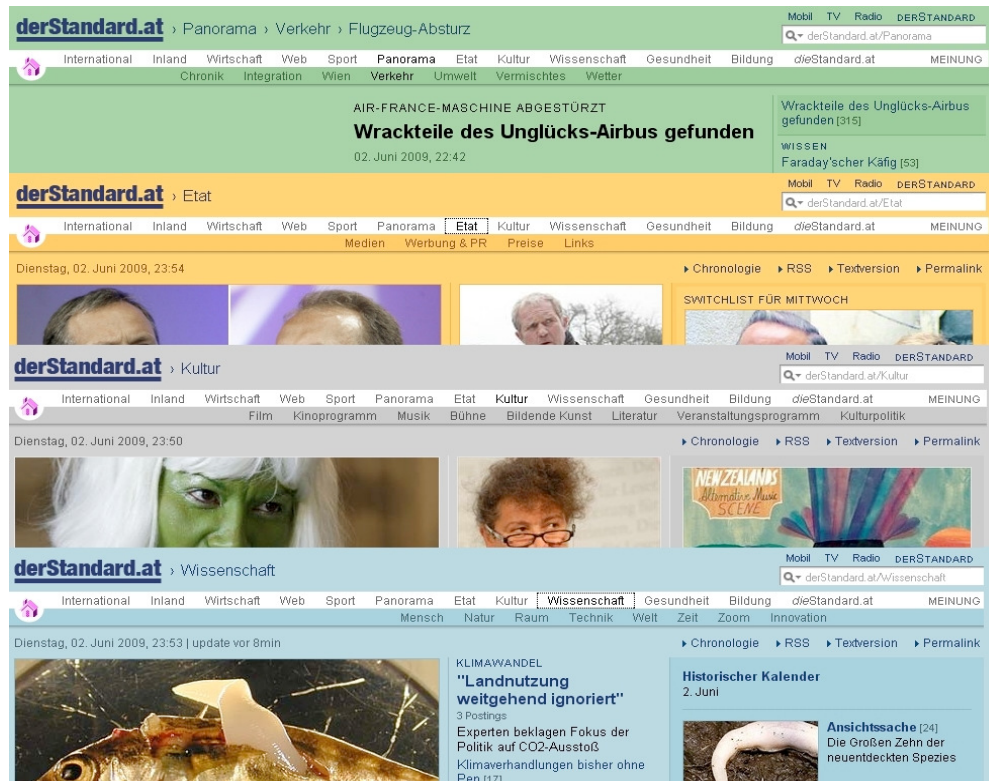 derStandard.at › Panorama › Verkehr › Flugzeug-Absturz
Mobil TV Radio DERSTANDARD
derStandard.at/Panorama
International Inland Wirtschaft Web Sport Panorama Etat Kultur Wissenschaft Gesundheit Bildung dieStandard.at MEINUNG
Chronik Integration Wien Verkehr Umwelt Vermischtes Wetter
AIR-FRANCE-MASCHINE ABGESTÜRZT
Wrackteile des Unglücks-Airbus gefunden
02. Juni 2009, 22:42
Wrackteile des Unglücks-Airbus
gefunden [315]
WISSEN
Faraday'scher Käfig [53]
derStandard.at › Etat
Mobil TV Radio DERSTANDARD
derStandard.at/Etat
International Inland Wirtschaft Web Sport Panorama Etat Kultur Wissenschaft Gesundheit Bildung dieStandard.at MEINUNG
Medien Werbung & PR Preise Links
Dienstag, 02. Juni 2009, 23:54
Chronologie RSS Textversion Permalink
SWITCHLIST FÜR MITTWOCH
derStandard.at › Kultur
Mobil TV Radio DERSTANDARD
derStandard.at/Kultur
International Inland Wirtschaft Web Sport Panorama Etat Kultur Wissenschaft Gesundheit Bildung dieStandard.at MEINUNG
Film Kinoprogramm Musik Bühne Bildende Kunst Literatur Veranstaltungsprogramm Kulturpolitik
Dienstag, 02. Juni 2009, 23:50
Chronologie RSS Textversion Permalink
NEW ZEALANDS
Alternative Music
SCENE
derStandard.at › Wissenschaft
Mobil TV Radio DERSTANDARD
derStandard.at/Wissenschaft
International Inland Wirtschaft Web Sport Panorama Etat Kultur Wissenschaft Gesundheit Bildung dieStandard.at MEINUNG
Mensch Natur Raum Technik Welt Zeit Zoom Innovation
Dienstag, 02. Juni 2009, 23:53 | update vor 8min
Chronologie RSS Textversion Permalink
KLIMAWANDEL
"Landnutzung
weitgehend ignoriert"
3 Postings
Experten beklagen Fokus der
Politik auf CO2-Ausstoß
Klimaverhandlungen bisher ohne
Pep [17]
Historischer Kalender
2. Juni
Ansichtssache [24]
Die Großen Zehn der
neuentdeckten Spezies